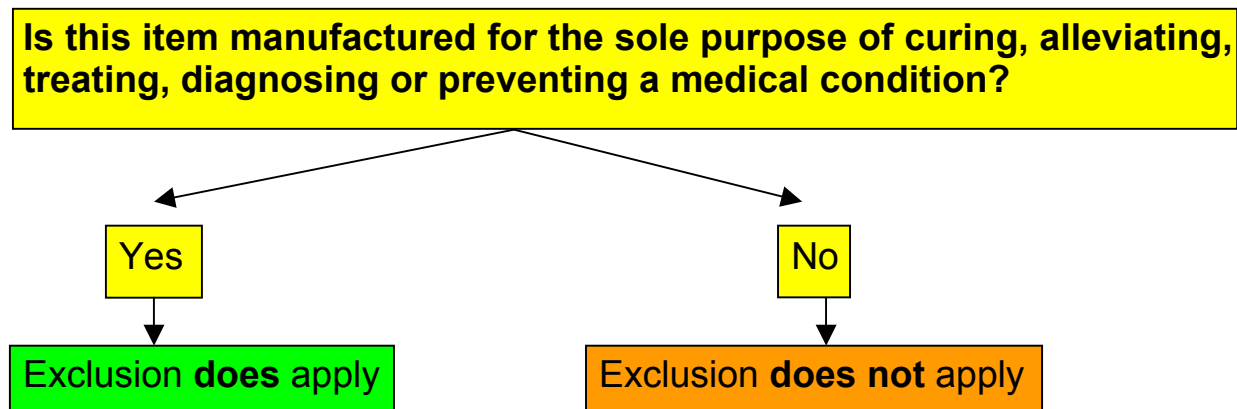 Is this item manufactured for the sole purpose of curing, alleviating,
treating, diagnosing or preventing a medical condition?
Yes
No
Exclusion does apply
Exclusion does not apply